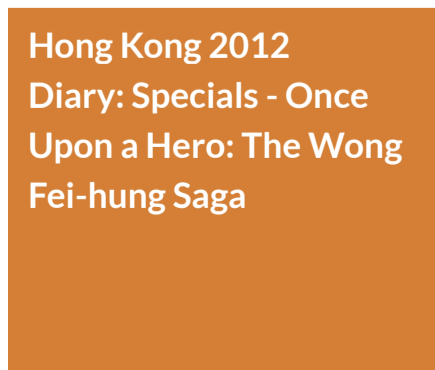 Hong Kong 2012
Diary: Specials - Once
Upon a Hero: The Wong
Fei-hung Saga